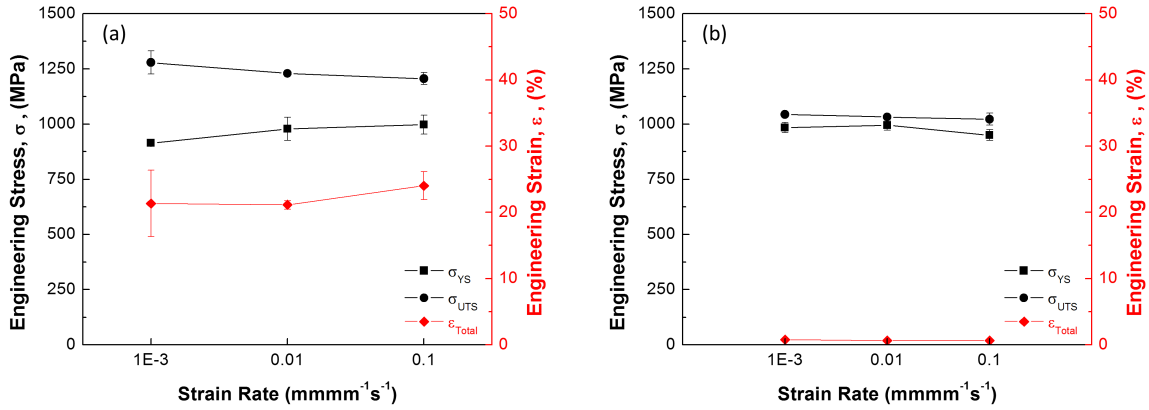 (a)
1500
1250
1000
750
500
250
0
Engineering Stress, σ , (MPa)
50
40
30
20
10
0
Engineering Strain, ε , (%)
σYS
σUTS
εTotal
1E-3 0.01 0.1
Strain Rate (mmmm⁻¹s⁻¹)
(b)
1500
1250
1000
750
500
250
0
Engineering Stress, σ , (MPa)
50
40
30
20
10
0
Engineering Strain, ε , (%)
σYS
σUTS
εTotal
1E-3 0.01 0.1
Strain Rate (mmmm⁻¹s⁻¹)